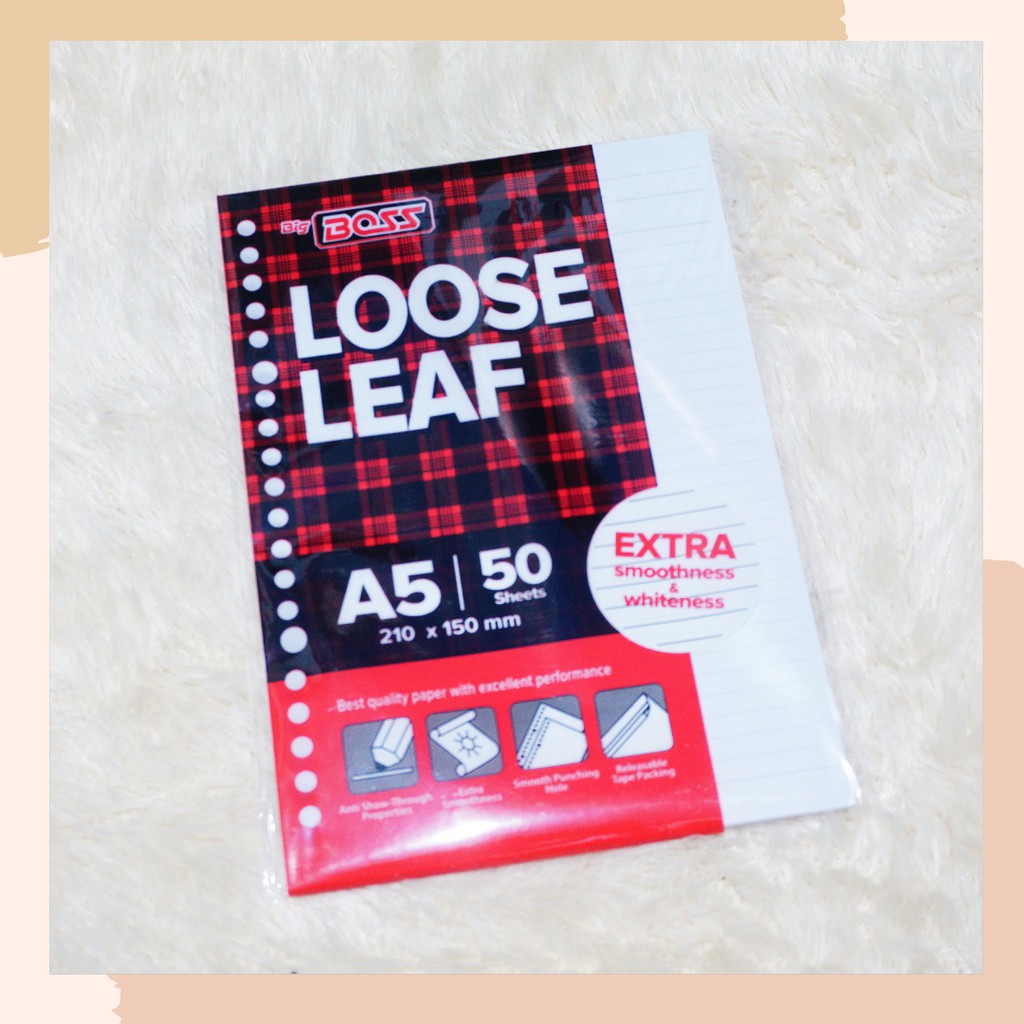 Big BOSS
LOOSE
LEAF
A5 | 50
Sheets
210 x 150 mm
EXTRA
smoothness
&
whiteness
Best quality paper with excellent performance
Anti Show-Through
Properties
Extra
Smoothness
Smooth Punching
Hole
Releasable
Tape Packing